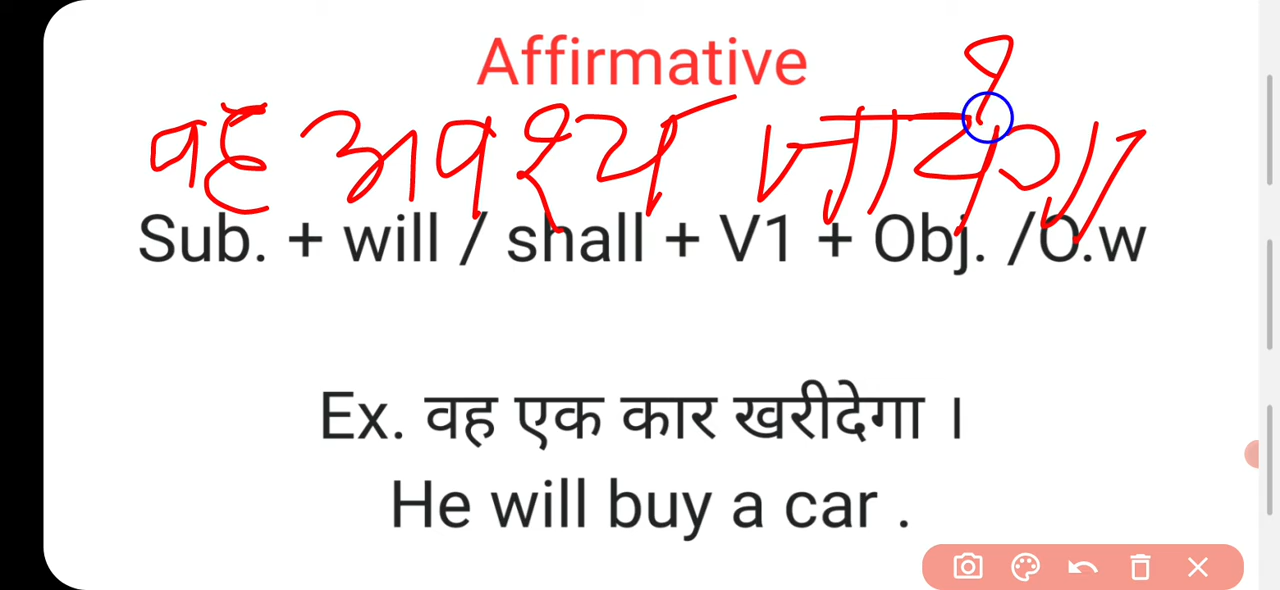 Affirmative
वह अवश्य जायेगा
Sub. + will / shall + V1 + Obj. /O.w
Ex. वह एक कार खरीदेगा ।
He will buy a car .